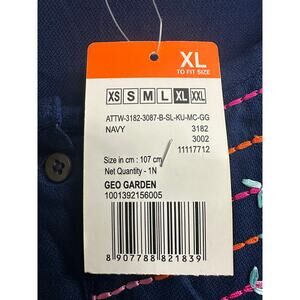 XL
TO FIT SIZE
XS S M L XL XXL
ATTW-3182-3087-B-SL-KU-MC-GG
NAVY 3182
3002
11117712
Size in cm : 107 cm
Net Quantity - 1N
GEO GARDEN
1001392156005
8 907788 821839